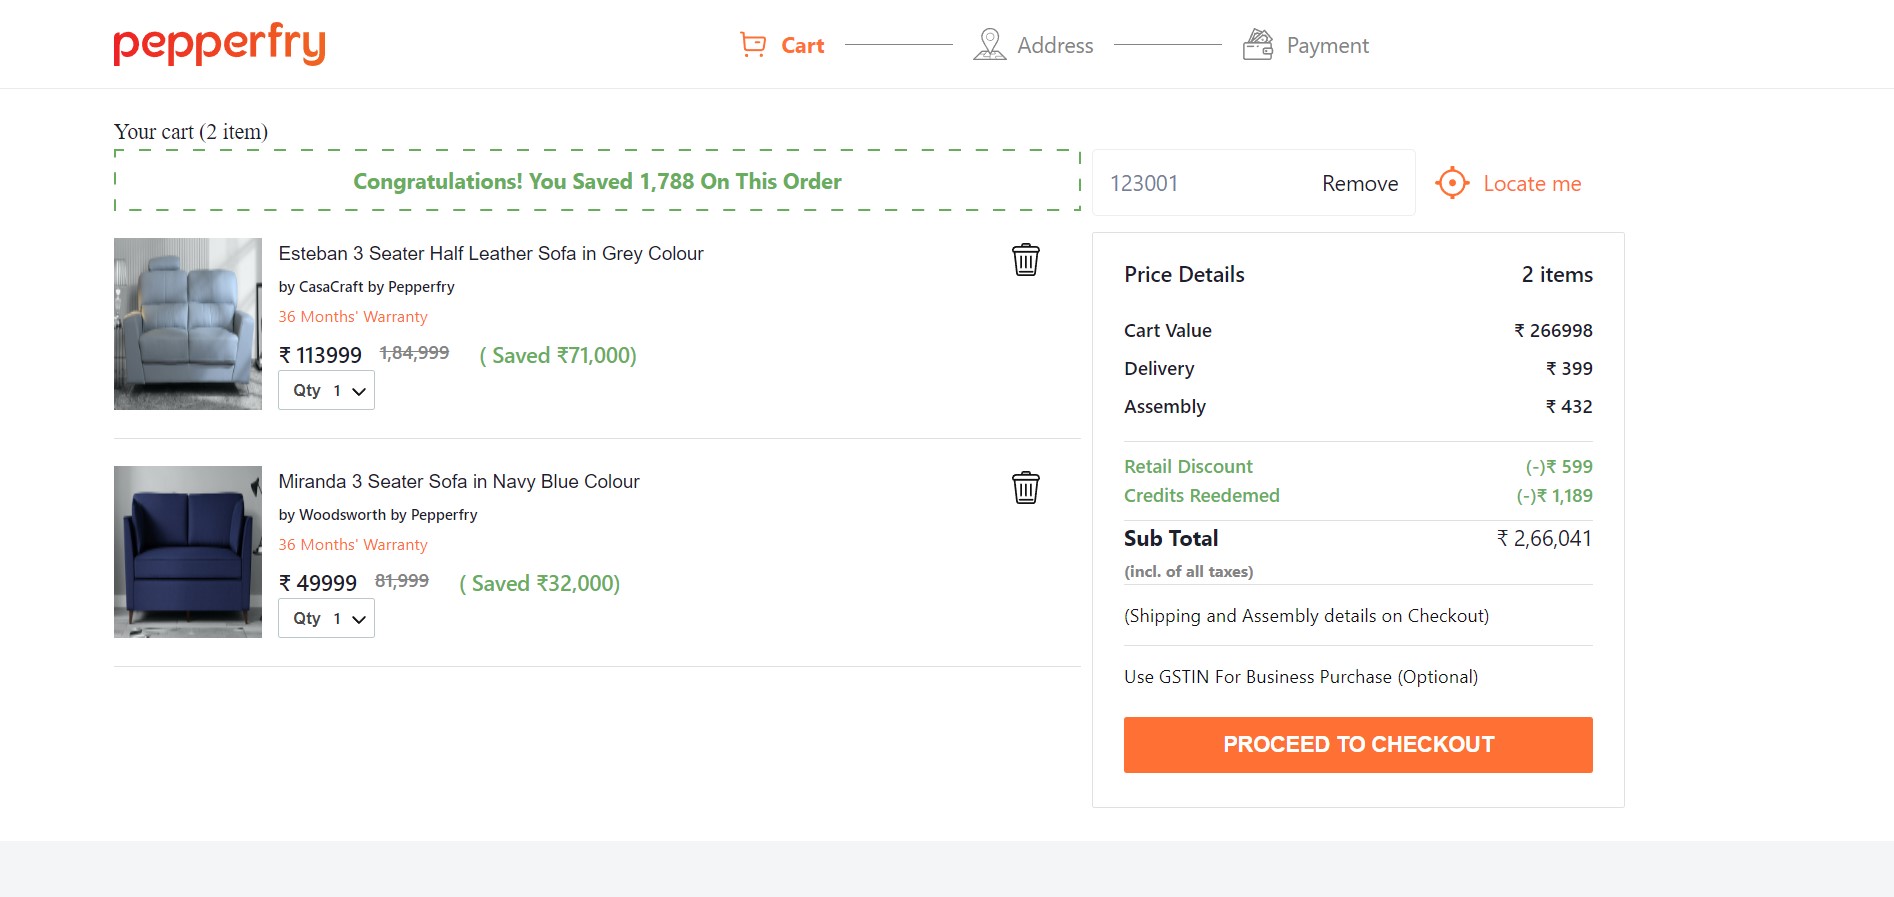 pepperfry
Cart
Address
Payment
Your cart (2 item)
Congratulations! You Saved 1,788 On This Order
123001
Remove
Locate me
Esteban 3 Seater Half Leather Sofa in Grey Colour
by CasaCraft by Pepperfry
36 Months' Warranty
₹ 113999 1,84,999 ( Saved ₹71,000)
Qty 1
Miranda 3 Seater Sofa in Navy Blue Colour
by Woodsworth by Pepperfry
36 Months' Warranty
₹ 49999 81,999 ( Saved ₹32,000)
Qty 1
Price Details 2 items
Cart Value ₹ 266998
Delivery ₹ 399
Assembly ₹ 432
Retail Discount (-)₹ 599
Credits Reedemed (-)₹ 1,189
Sub Total ₹ 2,66,041
(incl. of all taxes)
(Shipping and Assembly details on Checkout)
Use GSTIN For Business Purchase (Optional)
PROCEED TO CHECKOUT